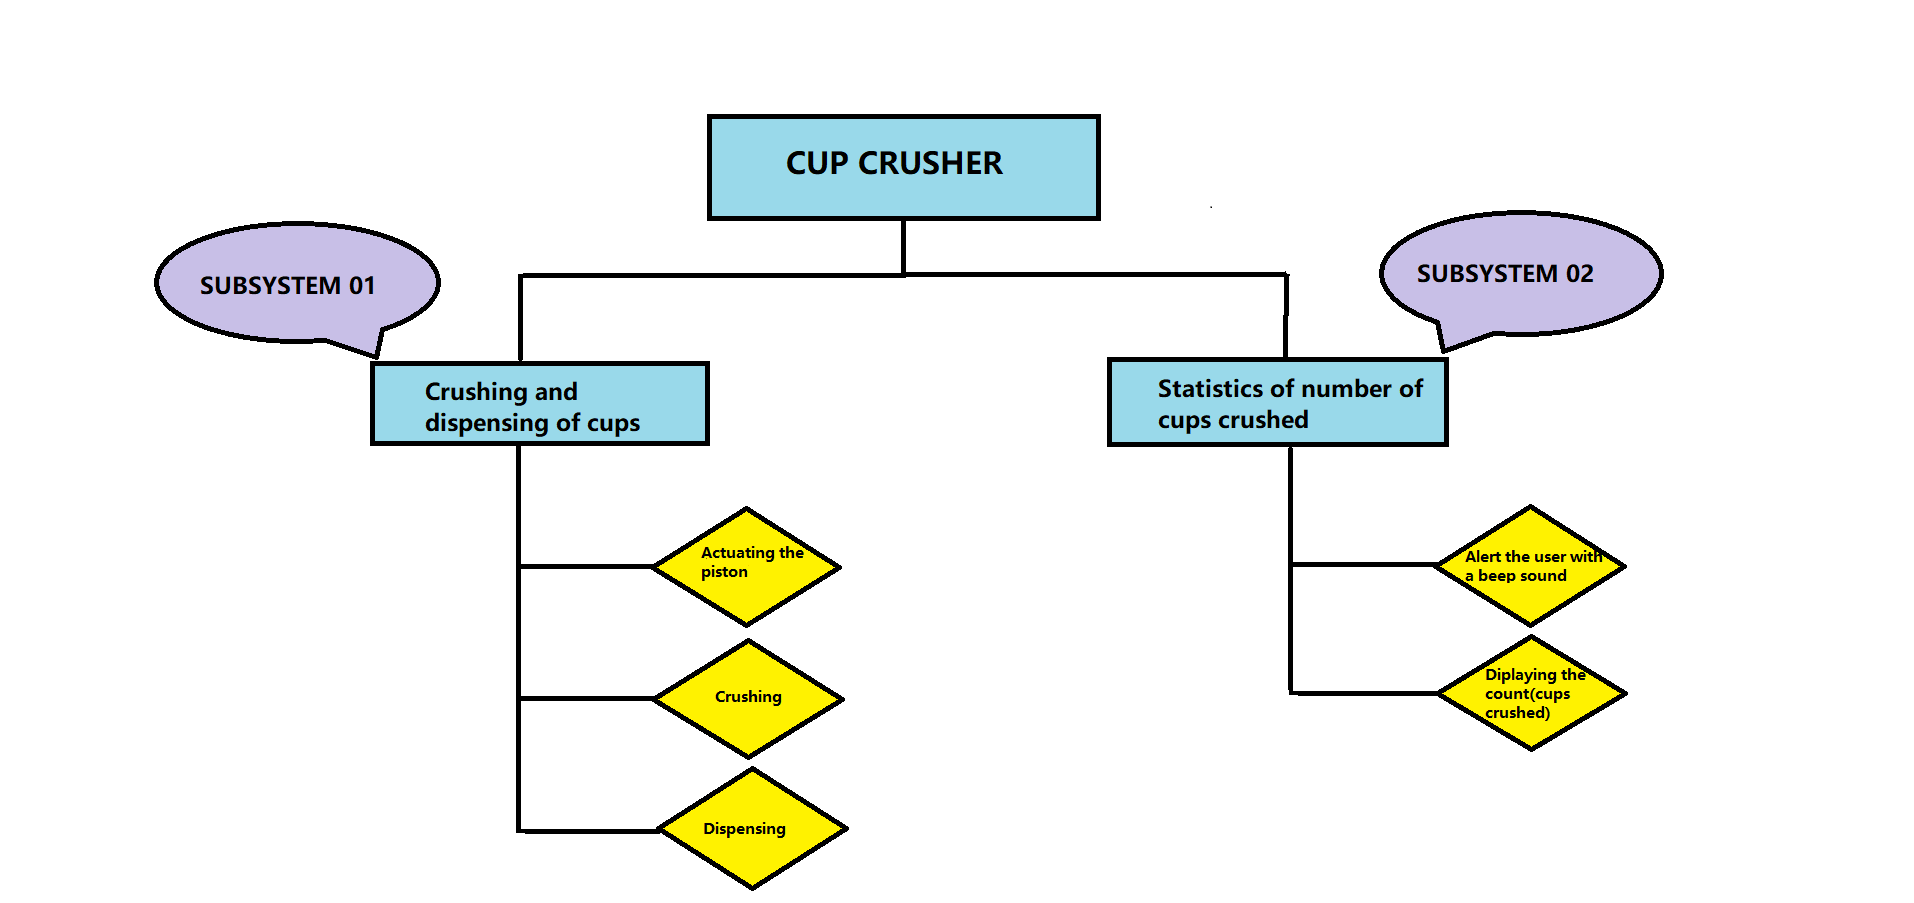 CUP CRUSHER
SUBSYSTEM 01
SUBSYSTEM 02
Crushing and
dispensing of cups
Statistics of number of
cups crushed
Actuating the
piston
Crushing
Dispensing
Alert the user with
a beep sound
Diplaying the
count(cups
crushed)